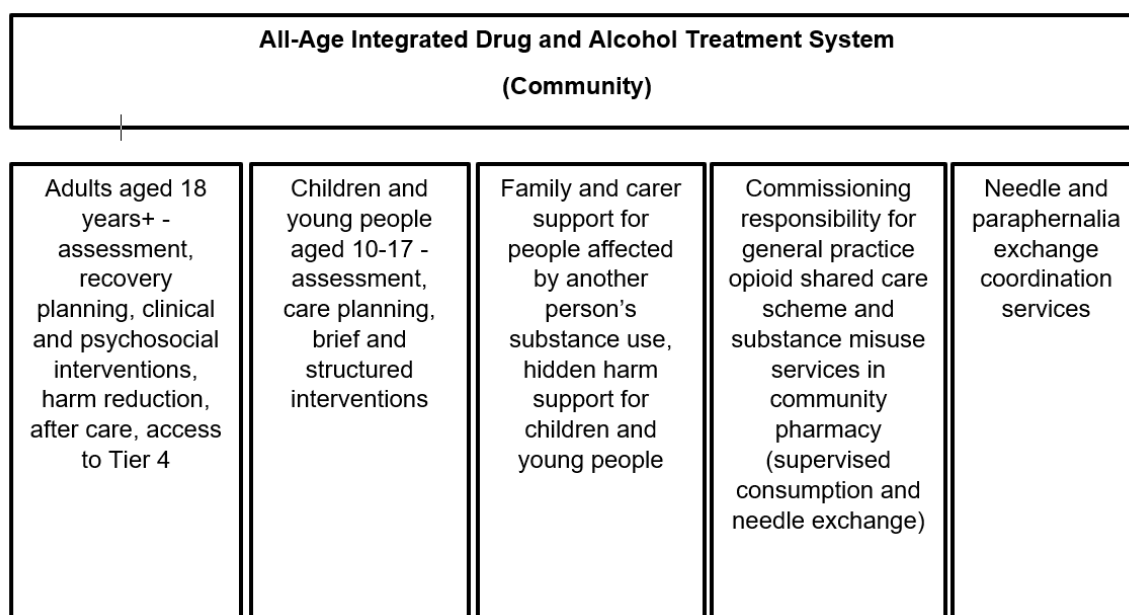 All-Age Integrated Drug and Alcohol Treatment System
(Community)
Adults aged 18
years+ -
assessment,
recovery
planning, clinical
and psychosocial
interventions,
harm reduction,
after care, access
to Tier 4
Children and
young people
aged 10-17 -
assessment,
care planning,
brief and
structured
interventions
Family and carer
support for
people affected
by another
person’s
substance use,
hidden harm
support for
children and
young people
Commissioning
responsibility for
general practice
opioid shared care
scheme and
substance misuse
services in
community
pharmacy
(supervised
consumption and
needle exchange)
Needle and
paraphernalia
exchange
coordination
services